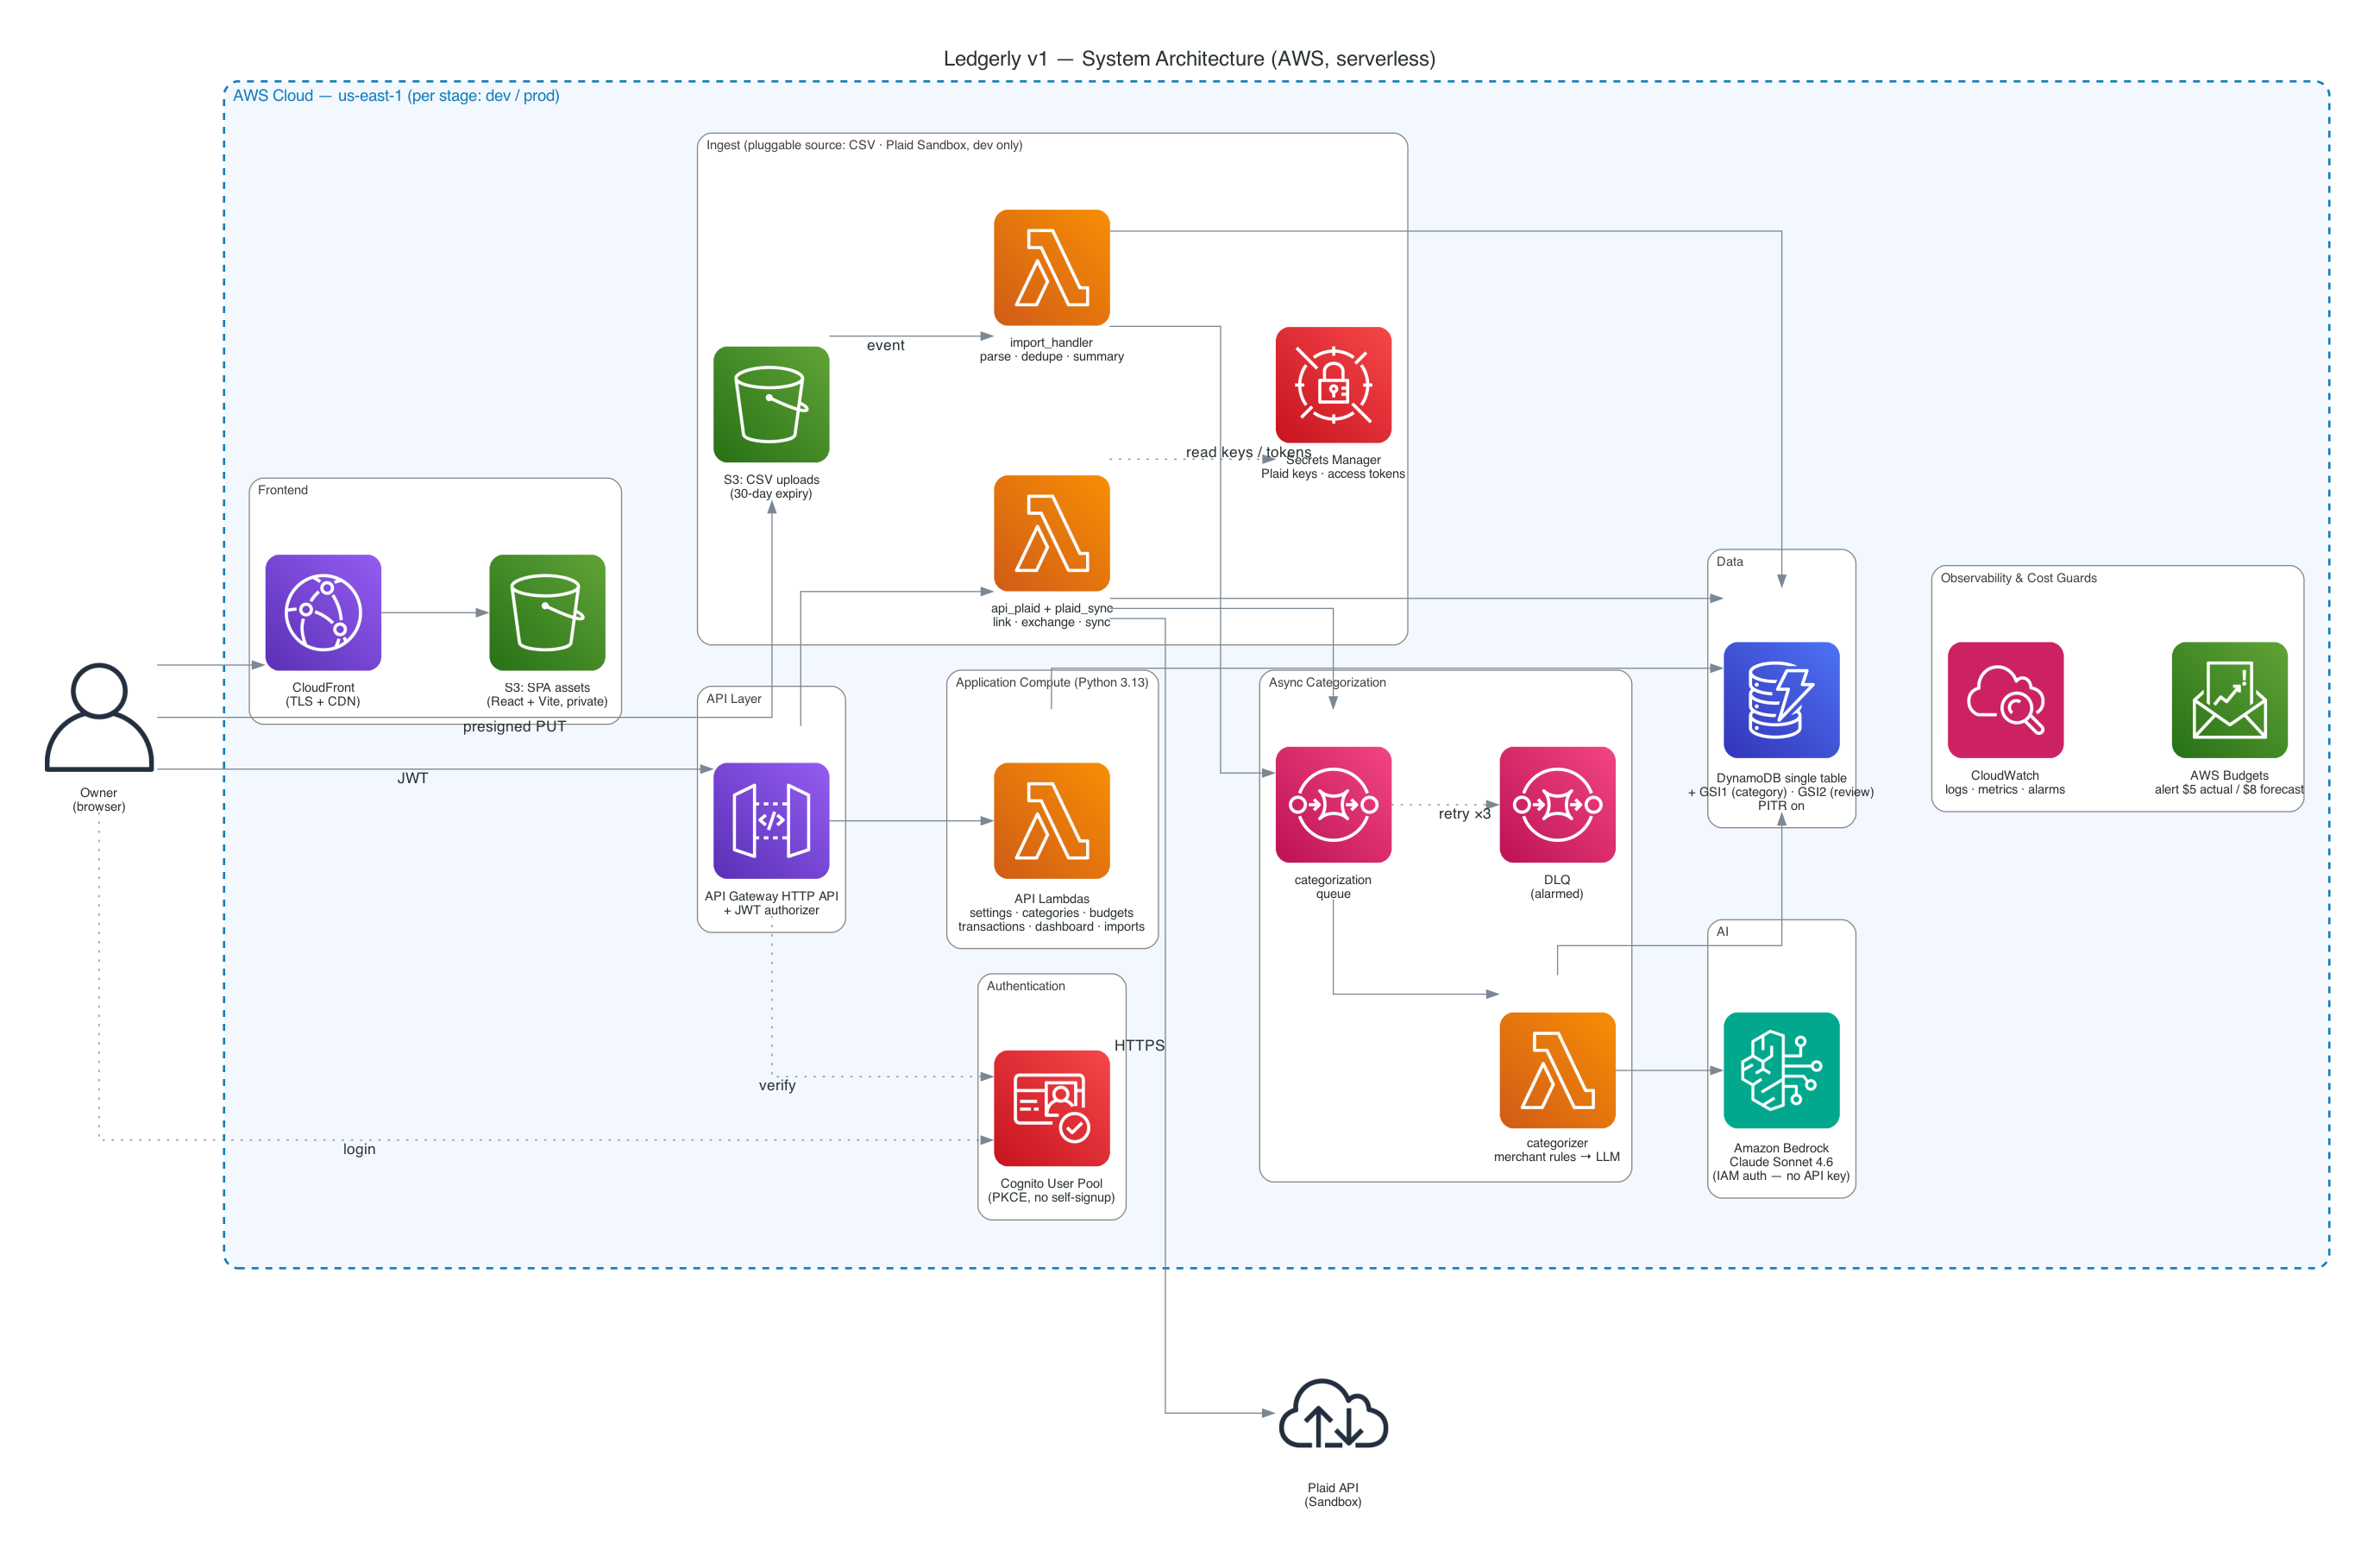 Ledgerly v1 — System Architecture (AWS, serverless)
AWS Cloud — us-east-1 (per stage: dev / prod)
Ingest (pluggable source: CSV · Plaid Sandbox, dev only)
import_handler
parse · dedupe · summary
event
S3: CSV uploads
(30-day expiry)
read keys / tokens
Secrets Manager
Plaid keys · access tokens
api_plaid + plaid_sync
link · exchange · sync
Frontend
CloudFront
(TLS + CDN)
S3: SPA assets
(React + Vite, private)
presigned PUT
JWT
Owner
(browser)
login
API Layer
API Gateway HTTP API
+ JWT authorizer
verify
Application Compute (Python 3.13)
API Lambdas
settings · categories · budgets
transactions · dashboard · imports
Authentication
Cognito User Pool
(PKCE, no self-signup)
HTTPS
Async Categorization
categorization
queue
retry ×3
DLQ
(alarmed)
categorizer
merchant rules → LLM
Data
DynamoDB single table
+ GSI1 (category) · GSI2 (review)
PITR on
AI
Amazon Bedrock
Claude Sonnet 4.6
(IAM auth — no API key)
Observability & Cost Guards
CloudWatch
logs · metrics · alarms
AWS Budgets
alert $5 actual / $8 forecast
Plaid API
(Sandbox)